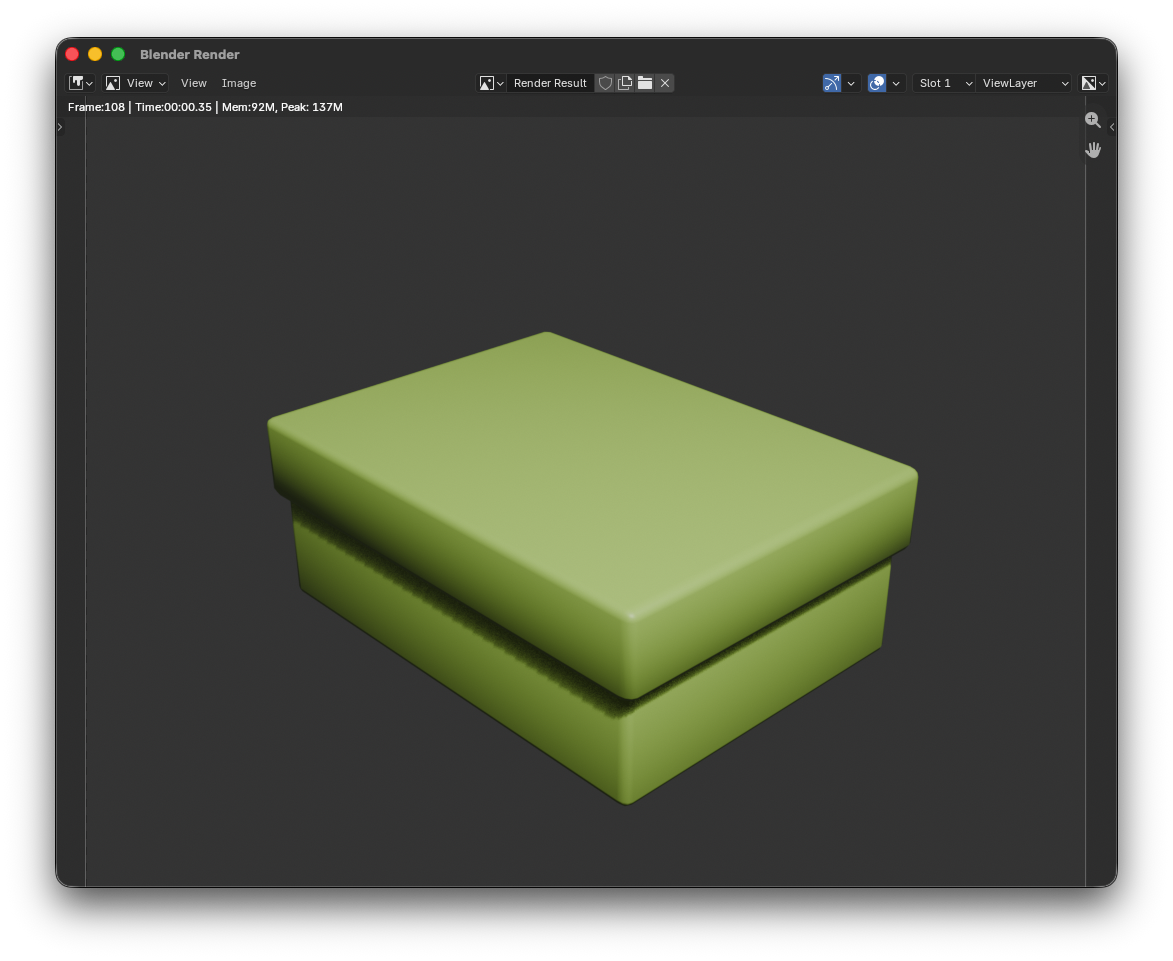 Blender Render
View View Image Render Result Slot 1 ViewLayer
Frame:108 | Time:00:00.35 | Mem:92M, Peak: 137M